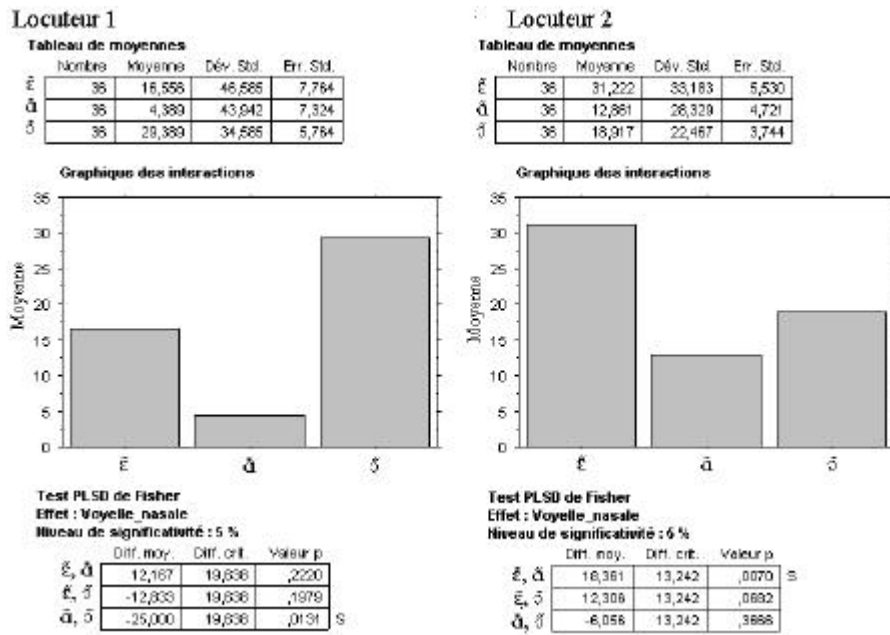 Locuteur 1
Tableau de moyennes
Nombre Moyenne Dév. Std. Err. Std.
ɛ̃ 36 16,556 46,585 7,764
ɑ̃ 36 4,389 43,942 7,324
ɔ̃ 36 29,389 34,585 5,764
Graphique des interactions
35
30
25
20
15
10
5
0
Moyenne
ɛ̃ ɑ̃ ɔ̃
Test PLSD de Fisher
Effet : Voyelle_nasale
Niveau de significativité : 5 %
Diff. moy. Diff. crit. Valeur p
ɛ̃, ɑ̃ 12,167 19,638 ,2220
ɛ̃, ɔ̃ -12,833 19,638 ,1979
ɑ̃, ɔ̃ -25,000 19,638 ,0131 S
Locuteur 2
Tableau de moyennes
Nombre Moyenne Dév. Std. Err. Std.
ɛ̃ 36 31,222 33,183 5,530
ɑ̃ 36 12,861 28,329 4,721
ɔ̃ 36 18,917 22,467 3,744
Graphique des interactions
35
30
25
20
15
10
5
0
Moyenne
ɛ̃ ɑ̃ ɔ̃
Test PLSD de Fisher
Effet : Voyelle_nasale
Niveau de significativité : %
Diff. moy. Diff. crit. Valeur p
ɛ̃, ɑ̃ 18,361 13,242 ,0070 S
ɛ̃, ɔ̃ 12,306 13,242
ɑ̃, ɔ̃ -6,056 13,242 ,3666